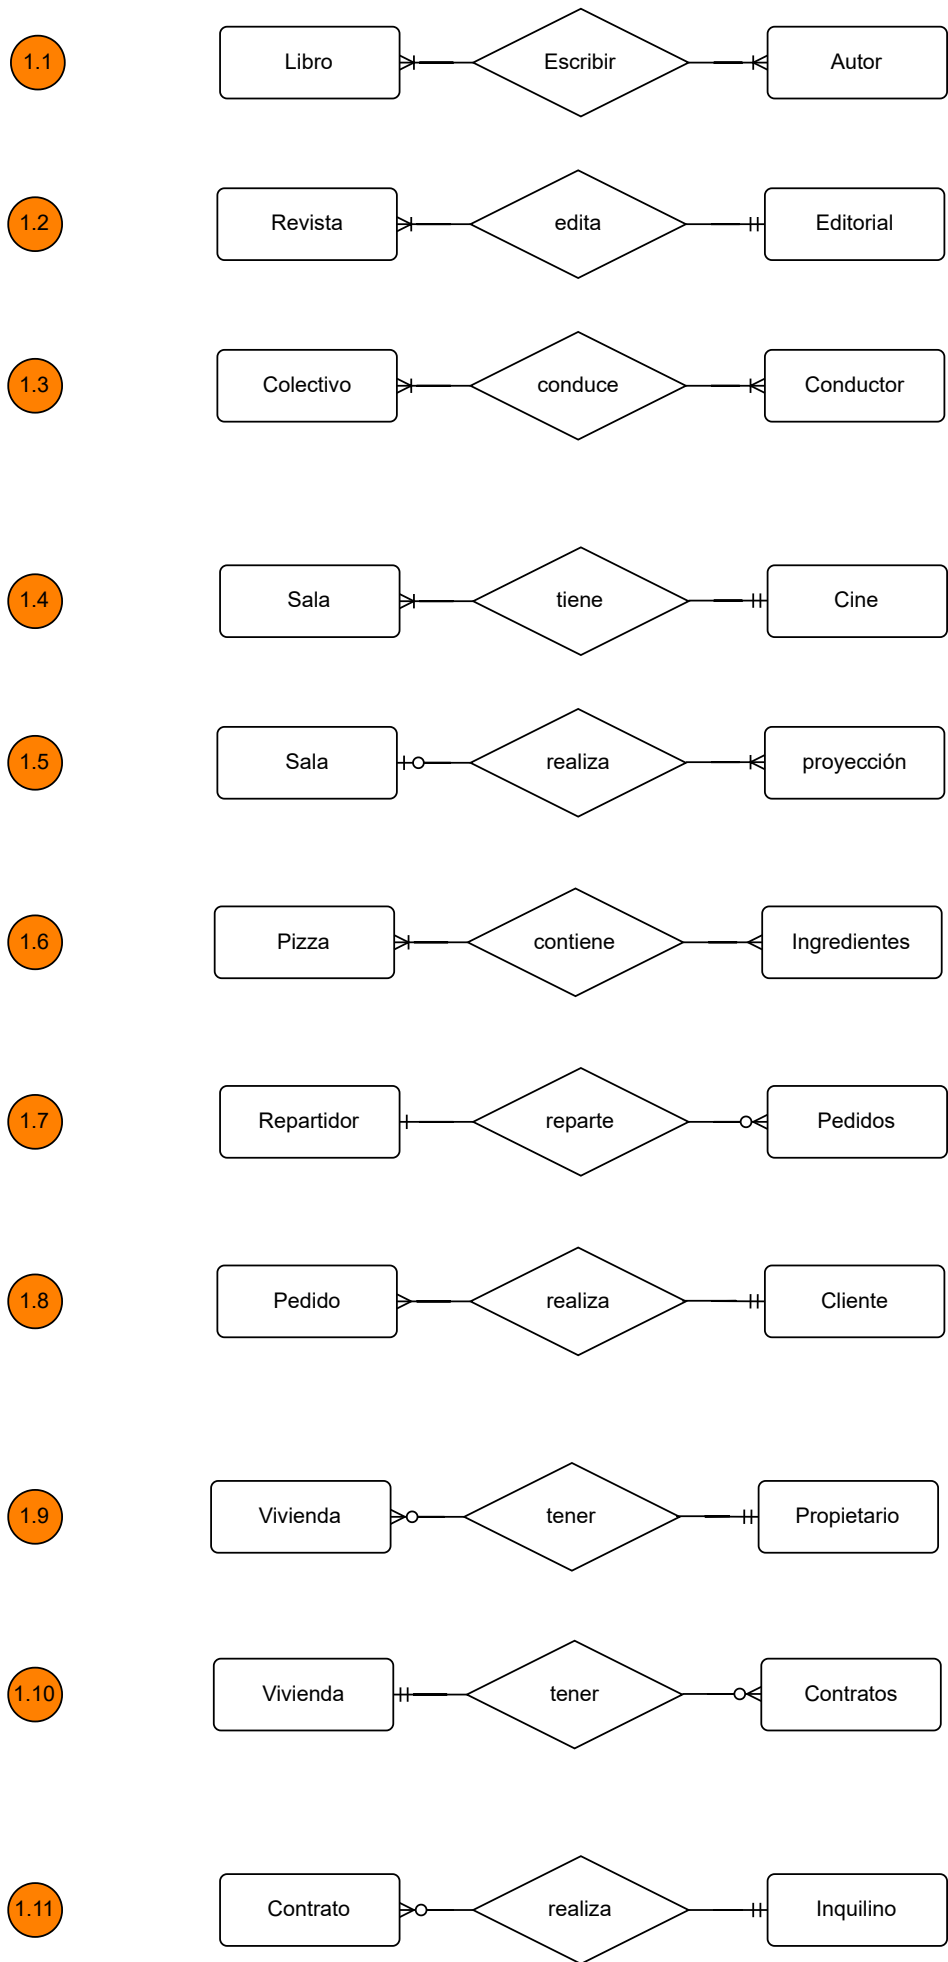 1.1 Libro Escribir Autor
1.2 Revista edita Editorial
1.3 Colectivo conduce Conductor
1.4 Sala tiene Cine
1.5 Sala realiza proyección
1.6 Pizza contiene Ingredientes
1.7 Repartidor reparte Pedidos
1.8 Pedido realiza Cliente
1.9 Vivienda tener Propietario
1.10 Vivienda tener Contratos
1.11 Contrato realiza Inquilino